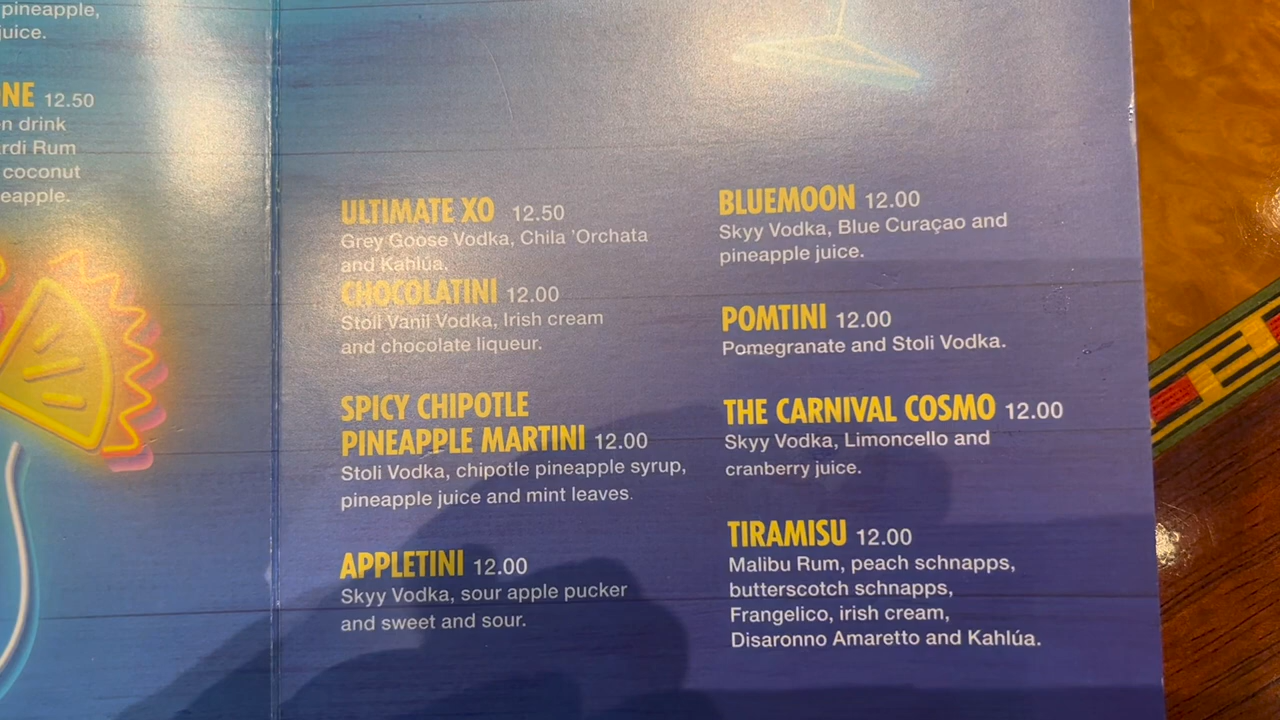 pineapple,
juice.
NE 12.50
n drink
rdi Rum
coconut
eapple.
ULTIMATE XO 12.50
Grey Goose Vodka, Chila 'Orchata
and Kahlúa.
CHOCOLATINI 12.00
Stoli Vanil Vodka, Irish cream
and chocolate liqueur.
SPICY CHIPOTLE
PINEAPPLE MARTINI 12.00
Stoli Vodka, chipotle pineapple syrup,
pineapple juice and mint leaves.
APPLETINI 12.00
Skyy Vodka, sour apple pucker
and sweet and sour.
BLUEMOON 12.00
Skyy Vodka, Blue Curaçao and
pineapple juice.
POMTINI 12.00
Pomegranate and Stoli Vodka.
THE CARNIVAL COSMO 12.00
Skyy Vodka, Limoncello and
cranberry juice.
TIRAMISU 12.00
Malibu Rum, peach schnapps,
butterscotch schnapps,
Frangelico, irish cream,
Disaronno Amaretto and Kahlúa.